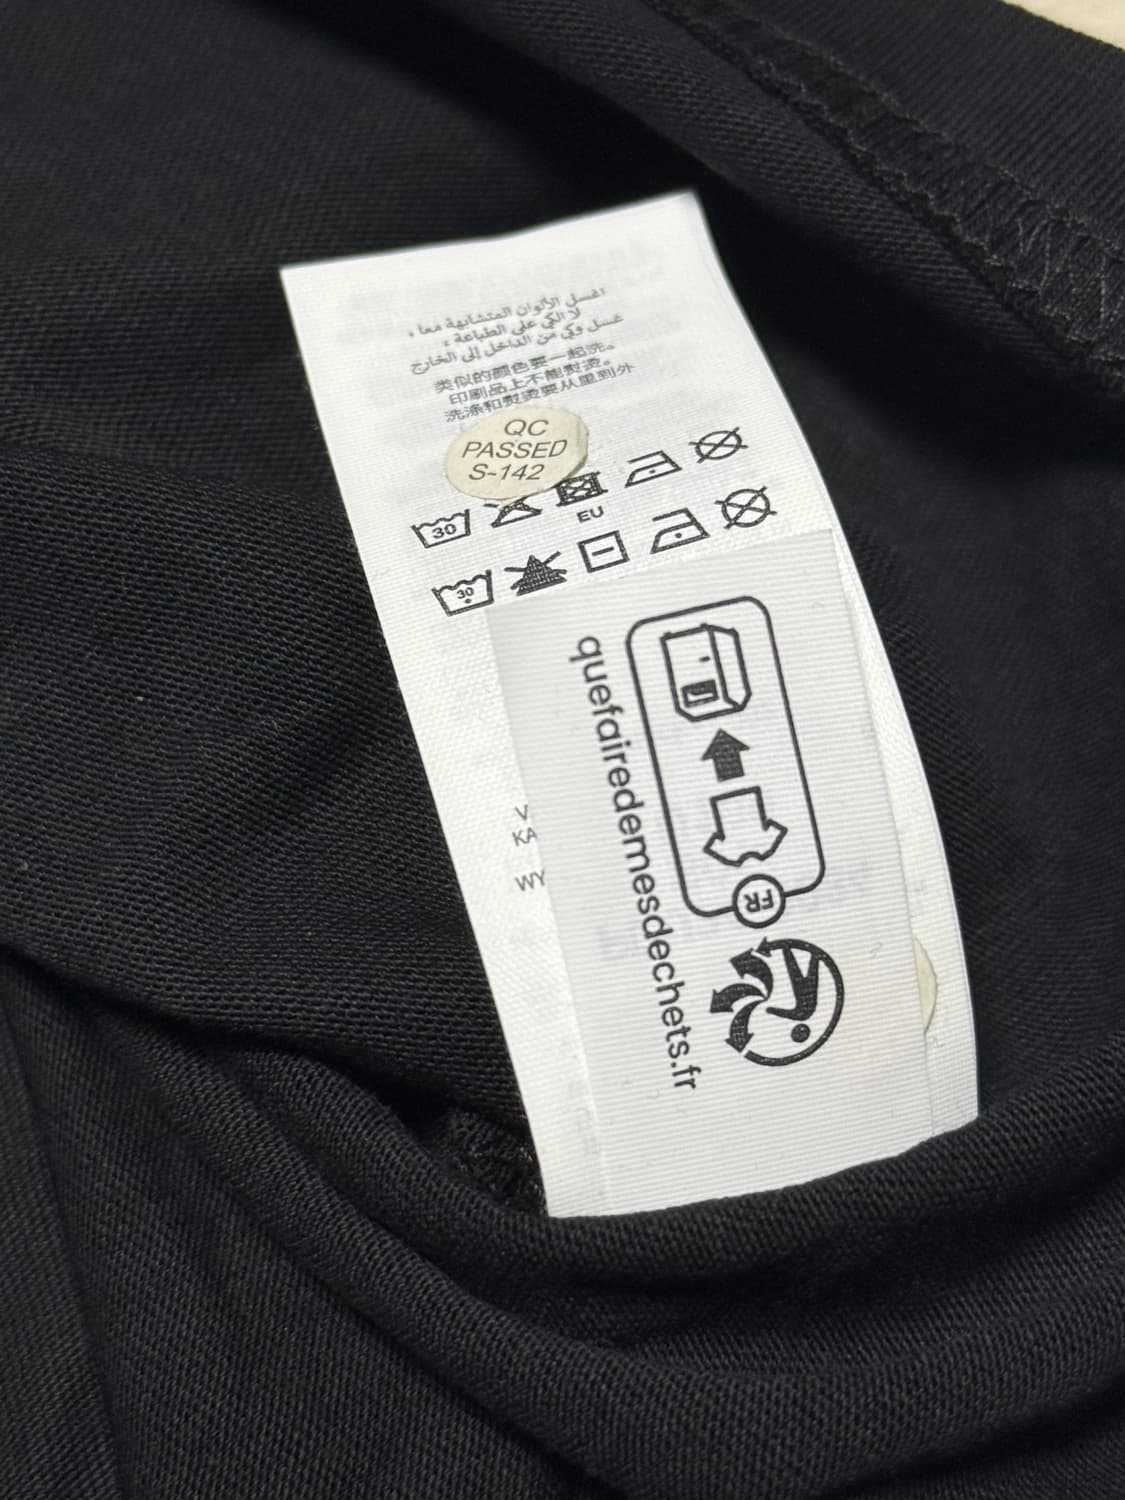 اغسل الألوان المتشابهة معا ،
لا الكي على الطباعة ،
غسل وكي من الداخل إلى الخارج
类似的颜色要一起洗。
印刷品上不能熨烫。
洗涤和熨烫要从里到外
QC
PASSED
S-142
30
EU
30
V
KA
WY
quefairedemesdechets.fr
FR